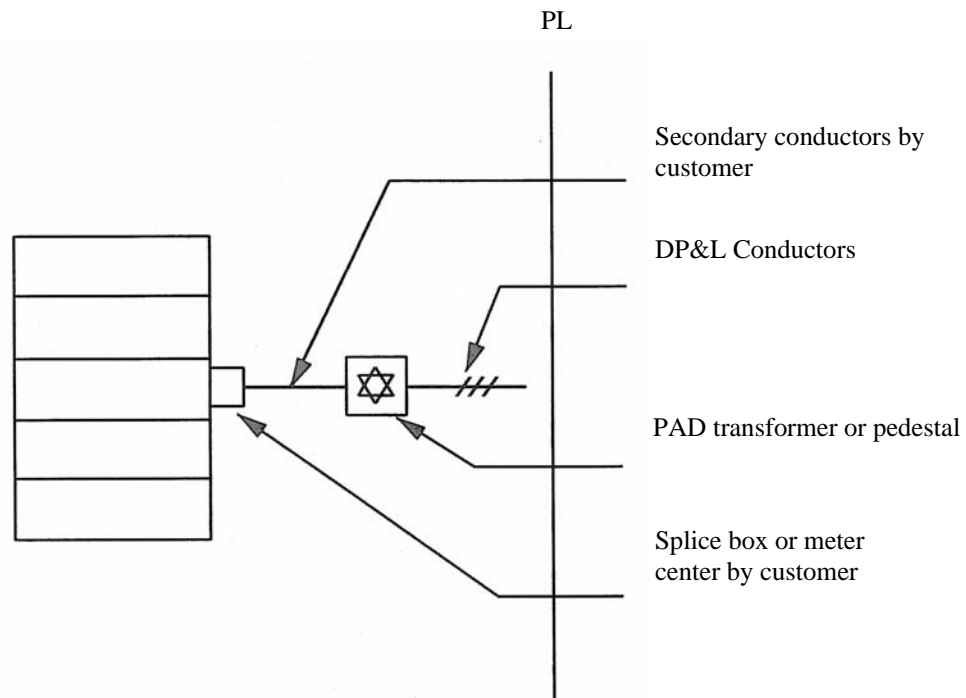 PL
Secondary conductors by
customer
DP&L Conductors
PAD transformer or pedestal
Splice box or meter
center by customer